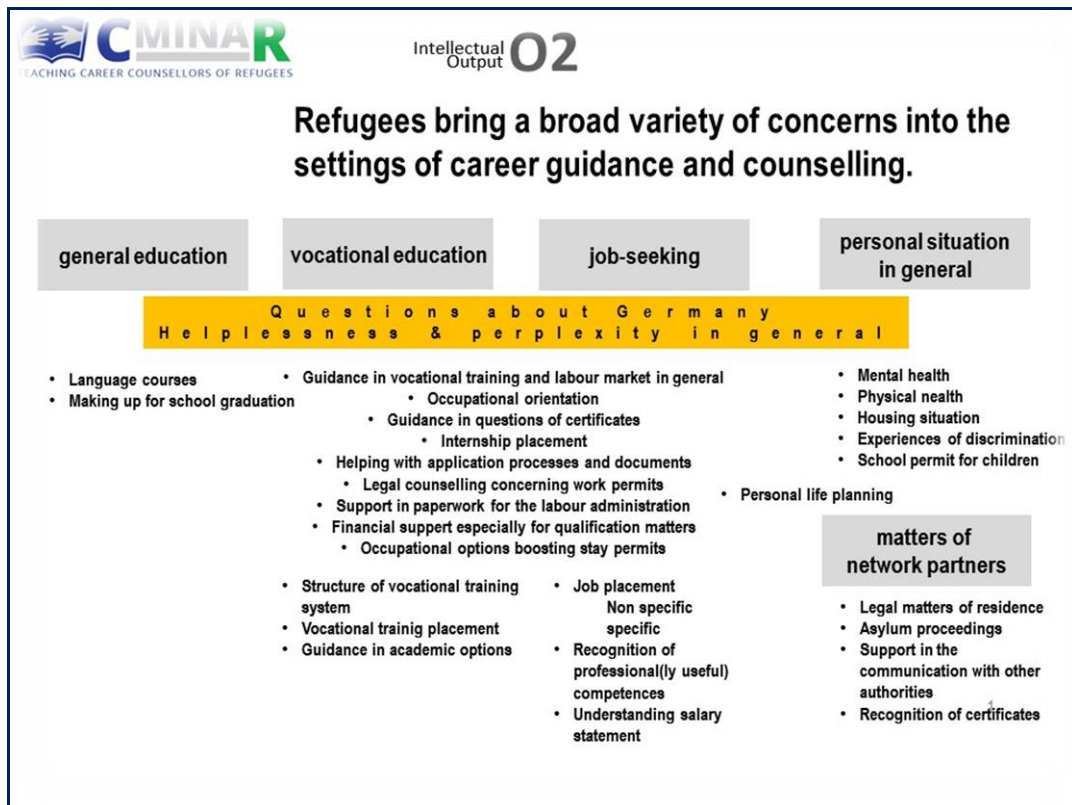 CMINAR
TEACHING CAREER COUNSELLORS OF REFUGEES
Intellectual
Output O2
Refugees bring a broad variety of concerns into the
settings of career guidance and counselling.
general education
vocational education
job-seeking
personal situation
in general
Questions about Germany
Helplessness & perplexity in general
• Language courses
• Making up for school graduation
• Guidance in vocational training and labour market in general
• Occupational orientation
• Guidance in questions of certificates
• Internship placement
• Helping with application processes and documents
• Legal counselling concerning work permits
• Support in paperwork for the labour administration
• Financial support especially for qualification matters
• Occupational options boosting stay permits
• Structure of vocational training
system
• Vocational trainig placement
• Guidance in academic options
• Job placement
Non specific
specific
• Recognition of
professional(ly useful)
competences
• Understanding salary
statement
• Mental health
• Physical health
• Housing situation
• Experiences of discrimination
• School permit for children
• Personal life planning
matters of
network partners
• Legal matters of residence
• Asylum proceedings
• Support in the
communication with other
authorities
• Recognition of certificates
1